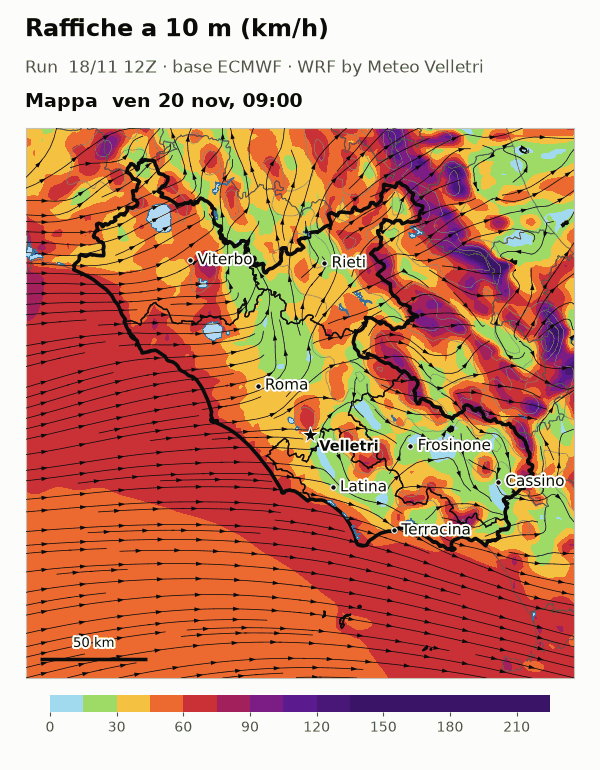 Raffiche a 10 m (km/h)
Run  18/11 12Z · base ECMWF · WRF by Meteo Velletri
Mappa  ven 20 nov, 09:00
Viterbo
Rieti
Roma
Velletri
Frosinone
Cassino
Latina
Terracina
50 km
0 30 60 90 120 150 180 210